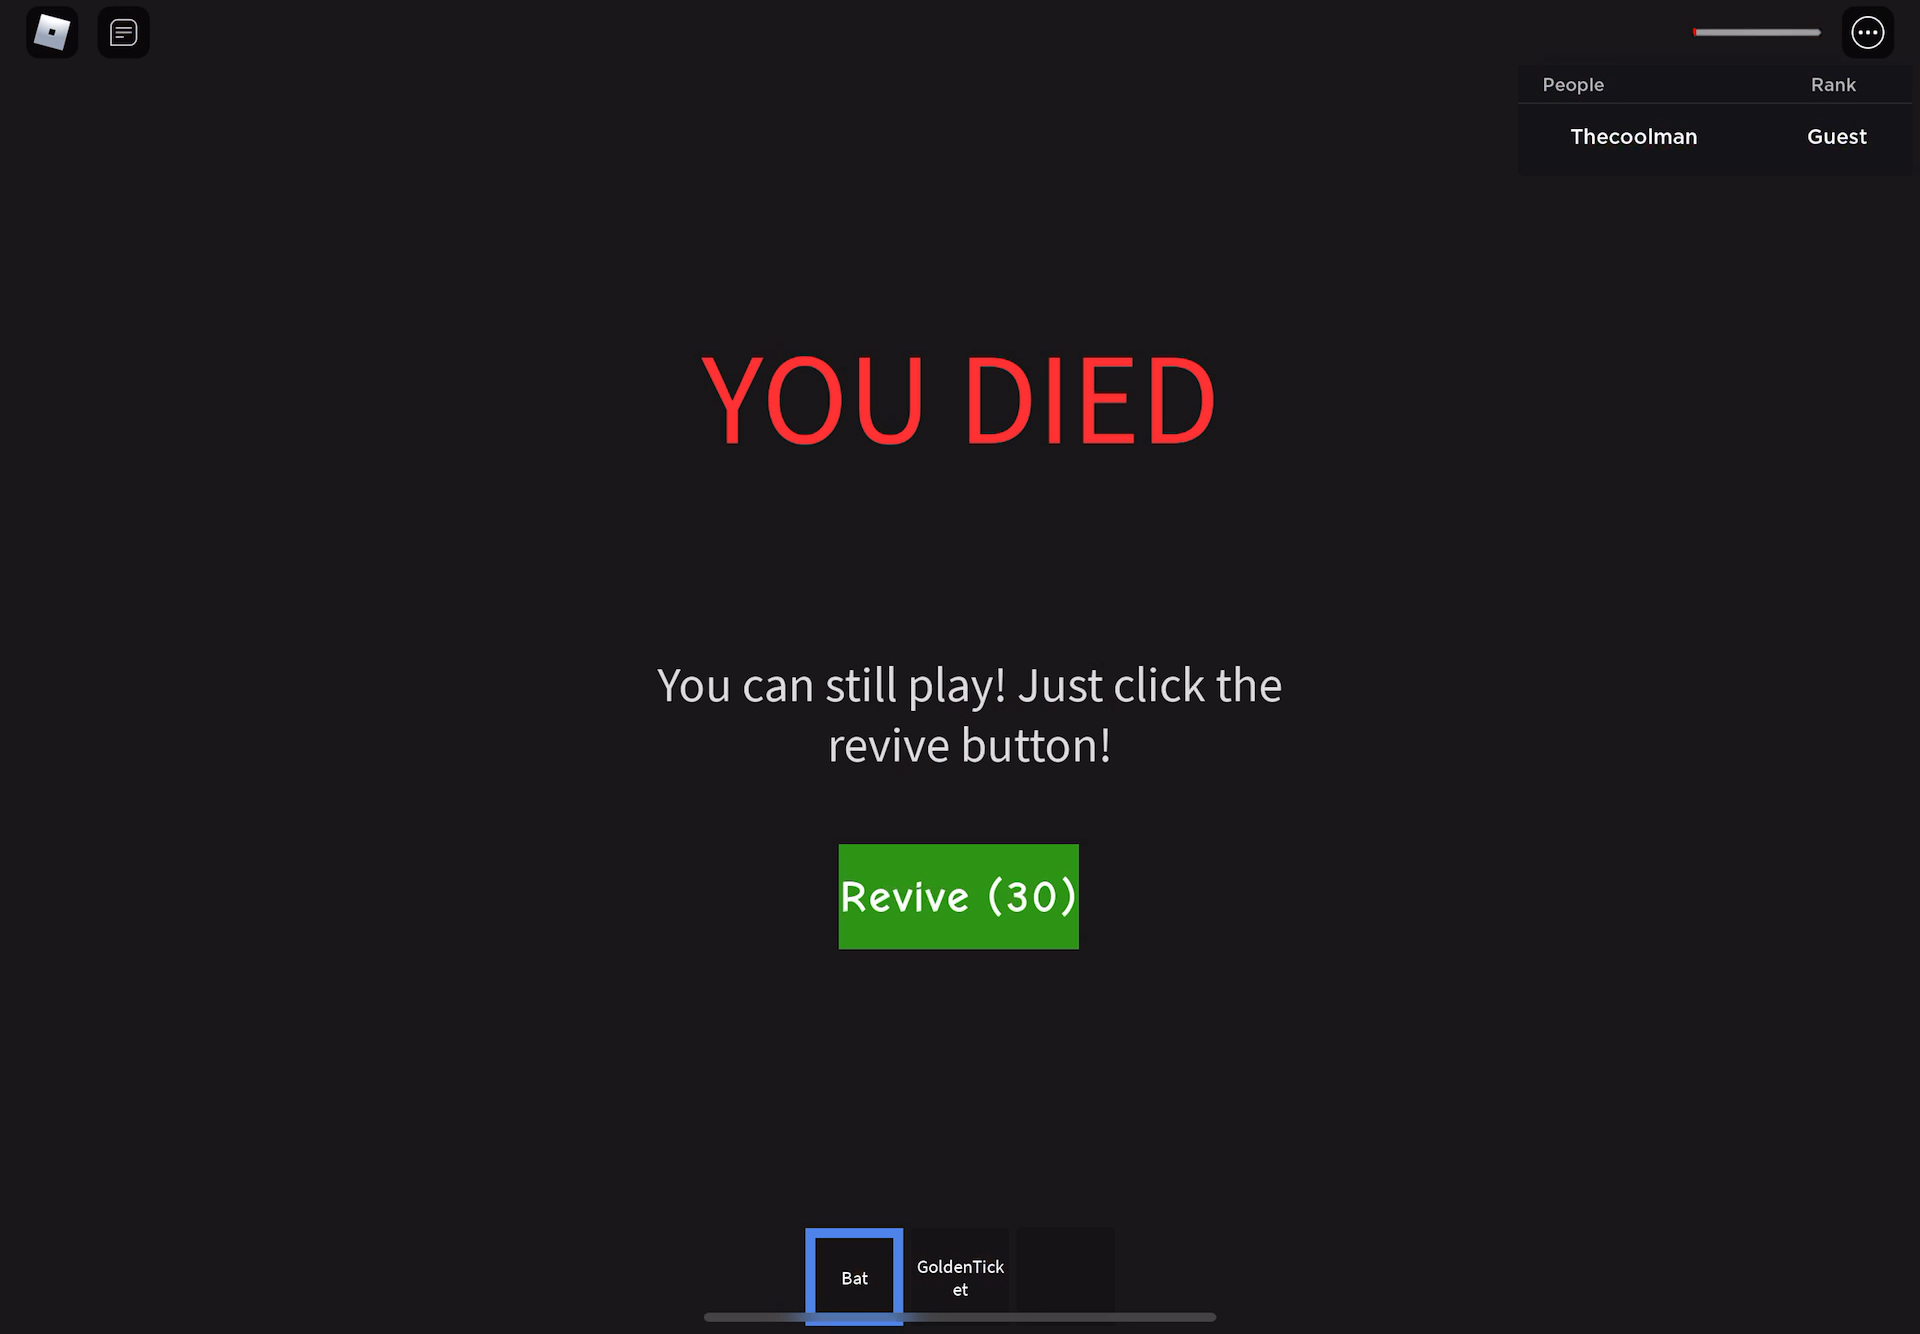 People Rank
Thecoolman Guest
YOU DIED
You can still play! Just click the
revive button!
Revive (30)
Bat
GoldenTick
et